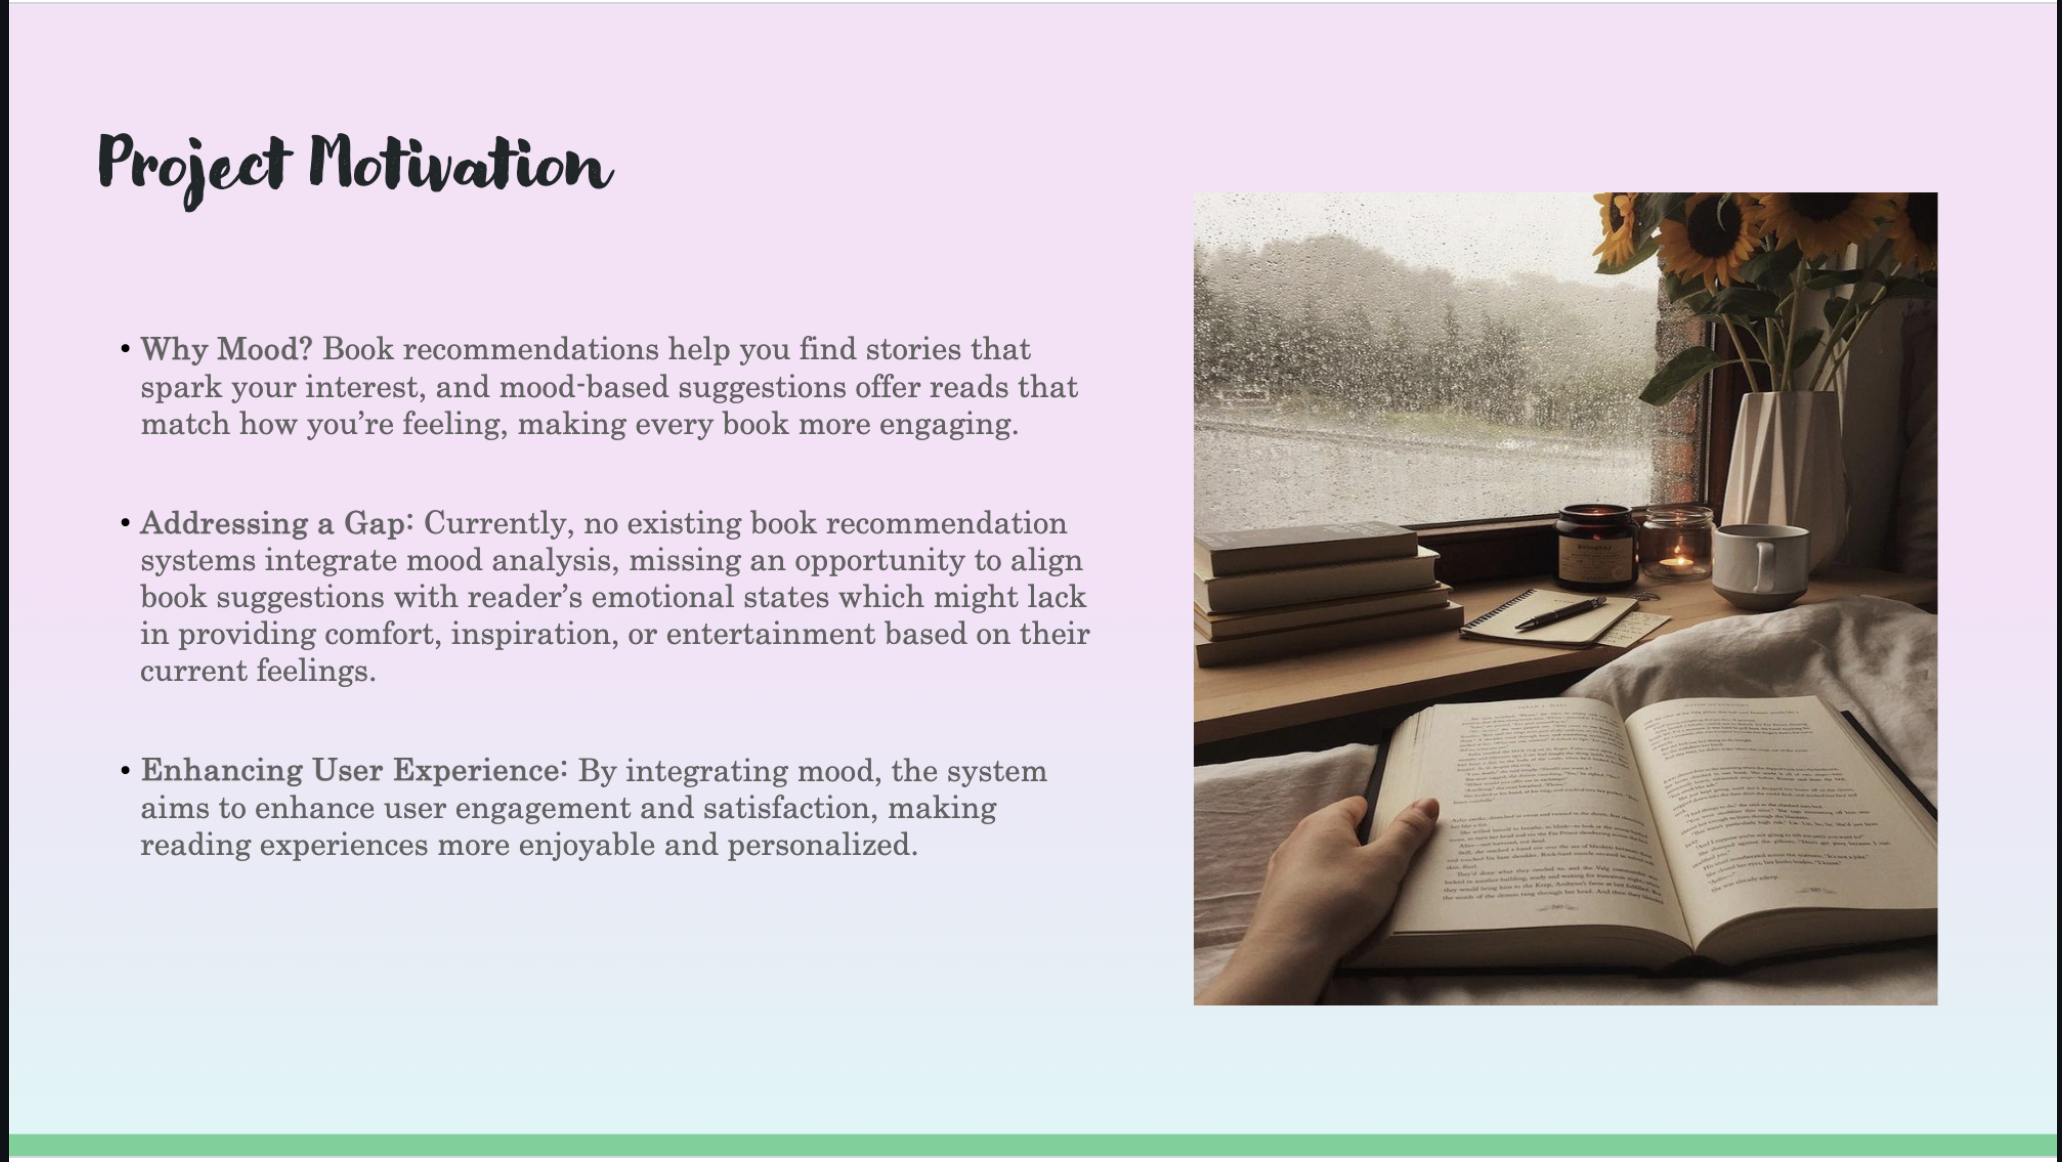 Project Motivation
• Why Mood? Book recommendations help you find stories that
spark your interest, and mood-based suggestions offer reads that
match how you’re feeling, making every book more engaging.
• Addressing a Gap: Currently, no existing book recommendation
systems integrate mood analysis, missing an opportunity to align
book suggestions with reader’s emotional states which might lack
in providing comfort, inspiration, or entertainment based on their
current feelings.
• Enhancing User Experience: By integrating mood, the system
aims to enhance user engagement and satisfaction, making
reading experiences more enjoyable and personalized.